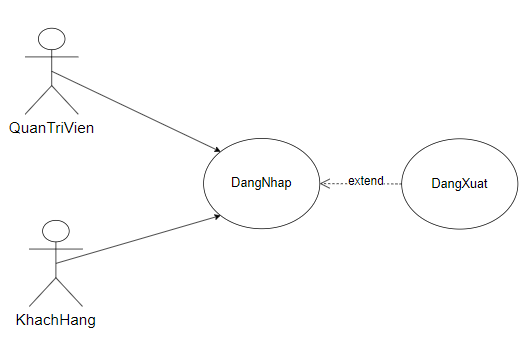 QuanTriVien
DangNhap
extend
DangXuat
KhachHang